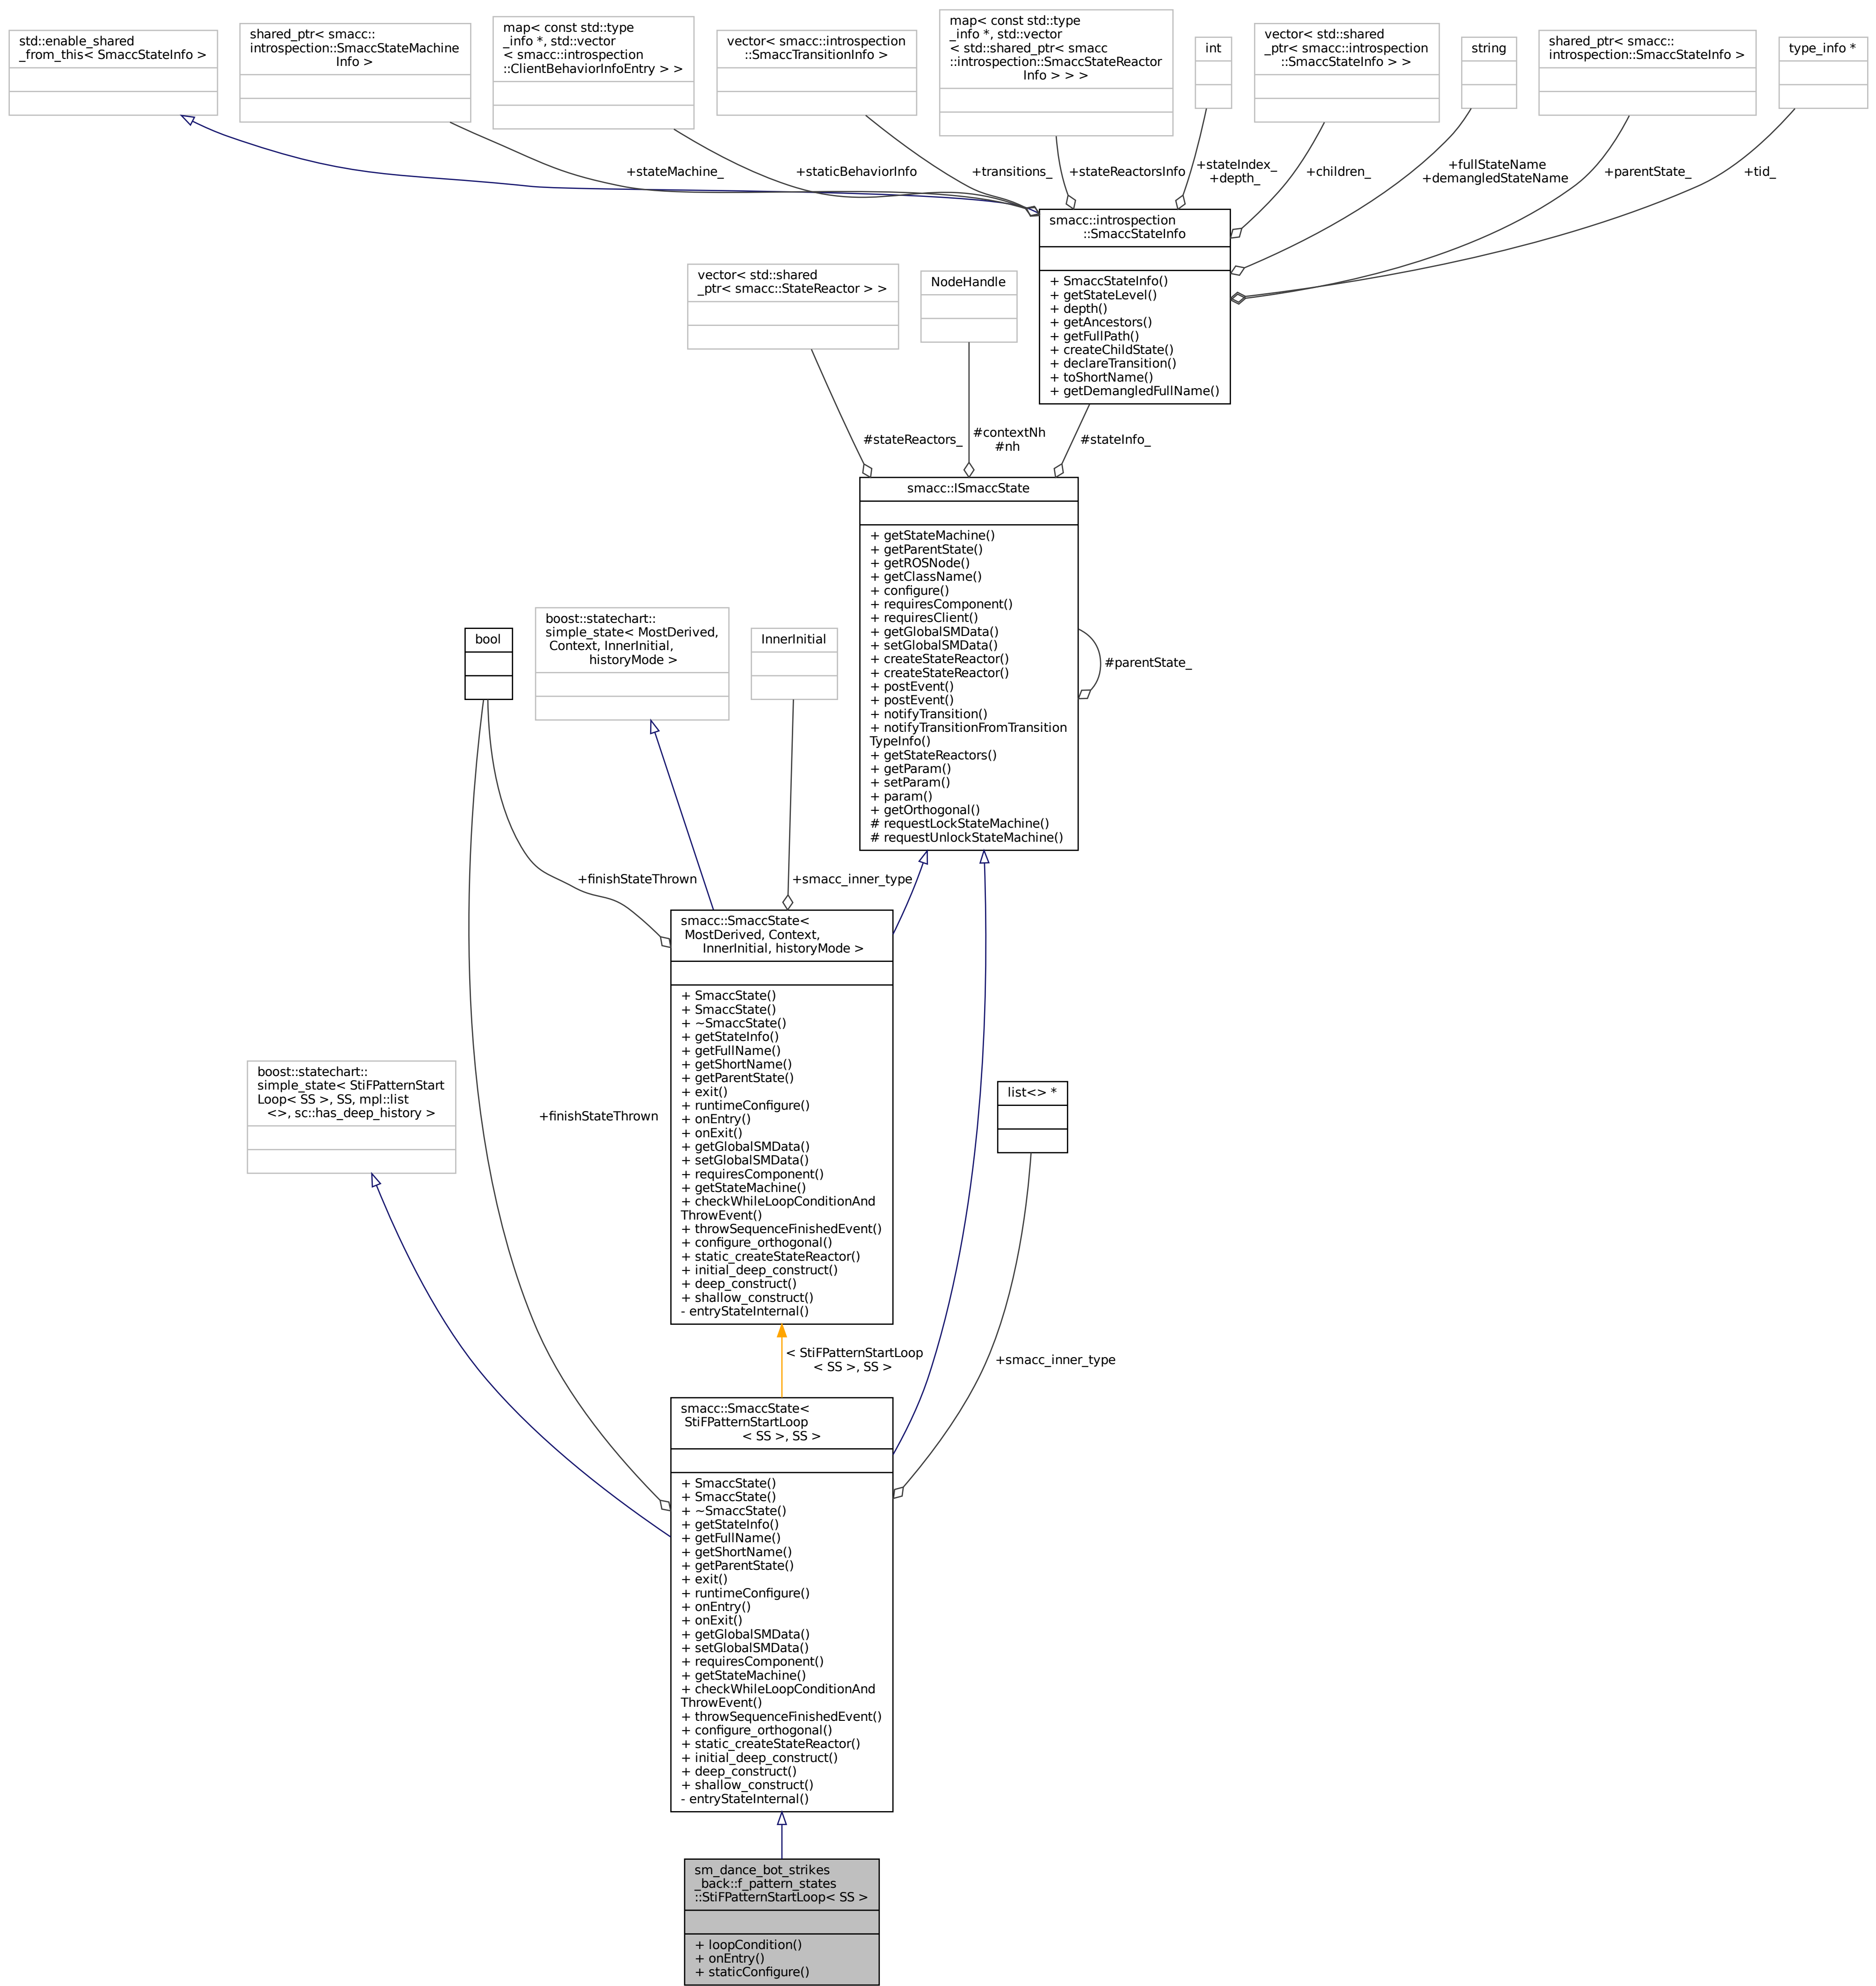 std::enable_shared
_from_this< SmaccStateInfo >
shared_ptr< smacc::
introspection::SmaccStateMachine
Info >
map< const std::type
_info *, std::vector
< smacc::introspection
::ClientBehaviorInfoEntry > >
vector< smacc::introspection
::SmaccTransitionInfo >
map< const std::type
_info *, std::vector
< std::shared_ptr< smacc
::introspection::SmaccStateReactor
Info > > >
int
vector< std::shared
_ptr< smacc::introspection
::SmaccStateInfo > >
string
shared_ptr< smacc::
introspection::SmaccStateInfo >
type_info *
+stateMachine_
+staticBehaviorInfo
+transitions_
+stateReactorsInfo
+stateIndex_
+depth_
+children_
+fullStateName
+demangledStateName
+parentState_
+tid_
smacc::introspection
::SmaccStateInfo
+ SmaccStateInfo()
+ getStateLevel()
+ depth()
+ getAncestors()
+ getFullPath()
+ createChildState()
+ declareTransition()
+ toShortName()
+ getDemangledFullName()
vector< std::shared
_ptr< smacc::StateReactor > >
NodeHandle
#stateReactors_
#contextNh
#nh
#stateInfo_
smacc::ISmaccState
+ getStateMachine()
+ getParentState()
+ getROSNode()
+ getClassName()
+ configure()
+ requiresComponent()
+ requiresClient()
+ getGlobalSMData()
+ setGlobalSMData()
+ createStateReactor()
+ createStateReactor()
+ postEvent()
+ postEvent()
+ notifyTransition()
+ notifyTransitionFromTransition
TypeInfo()
+ getStateReactors()
+ getParam()
+ setParam()
+ param()
+ getOrthogonal()
# requestLockStateMachine()
# requestUnlockStateMachine()
#parentState_
bool
boost::statechart::
simple_state< MostDerived,
Context, InnerInitial,
historyMode >
InnerInitial
+finishStateThrown
+smacc_inner_type
smacc::SmaccState<
MostDerived, Context,
InnerInitial, historyMode >
+ SmaccState()
+ SmaccState()
+ ~SmaccState()
+ getStateInfo()
+ getFullName()
+ getShortName()
+ getParentState()
+ exit()
+ runtimeConfigure()
+ onEntry()
+ onExit()
+ getGlobalSMData()
+ setGlobalSMData()
+ requiresComponent()
+ getStateMachine()
+ checkWhileLoopConditionAnd
ThrowEvent()
+ throwSequenceFinishedEvent()
+ configure_orthogonal()
+ static_createStateReactor()
+ initial_deep_construct()
+ deep_construct()
+ shallow_construct()
- entryStateInternal()
boost::statechart::
simple_state< StiFPatternStart
Loop< SS >, SS, mpl::list
<>, sc::has_deep_history >
+finishStateThrown
list<> *
< StiFPatternStartLoop
< SS >, SS >
+smacc_inner_type
smacc::SmaccState<
StiFPatternStartLoop
< SS >, SS >
+ SmaccState()
+ SmaccState()
+ ~SmaccState()
+ getStateInfo()
+ getFullName()
+ getShortName()
+ getParentState()
+ exit()
+ runtimeConfigure()
+ onEntry()
+ onExit()
+ getGlobalSMData()
+ setGlobalSMData()
+ requiresComponent()
+ getStateMachine()
+ checkWhileLoopConditionAnd
ThrowEvent()
+ throwSequenceFinishedEvent()
+ configure_orthogonal()
+ static_createStateReactor()
+ initial_deep_construct()
+ deep_construct()
+ shallow_construct()
- entryStateInternal()
sm_dance_bot_strikes
_back::f_pattern_states
::StiFPatternStartLoop< SS >
+ loopCondition()
+ onEntry()
+ staticConfigure()